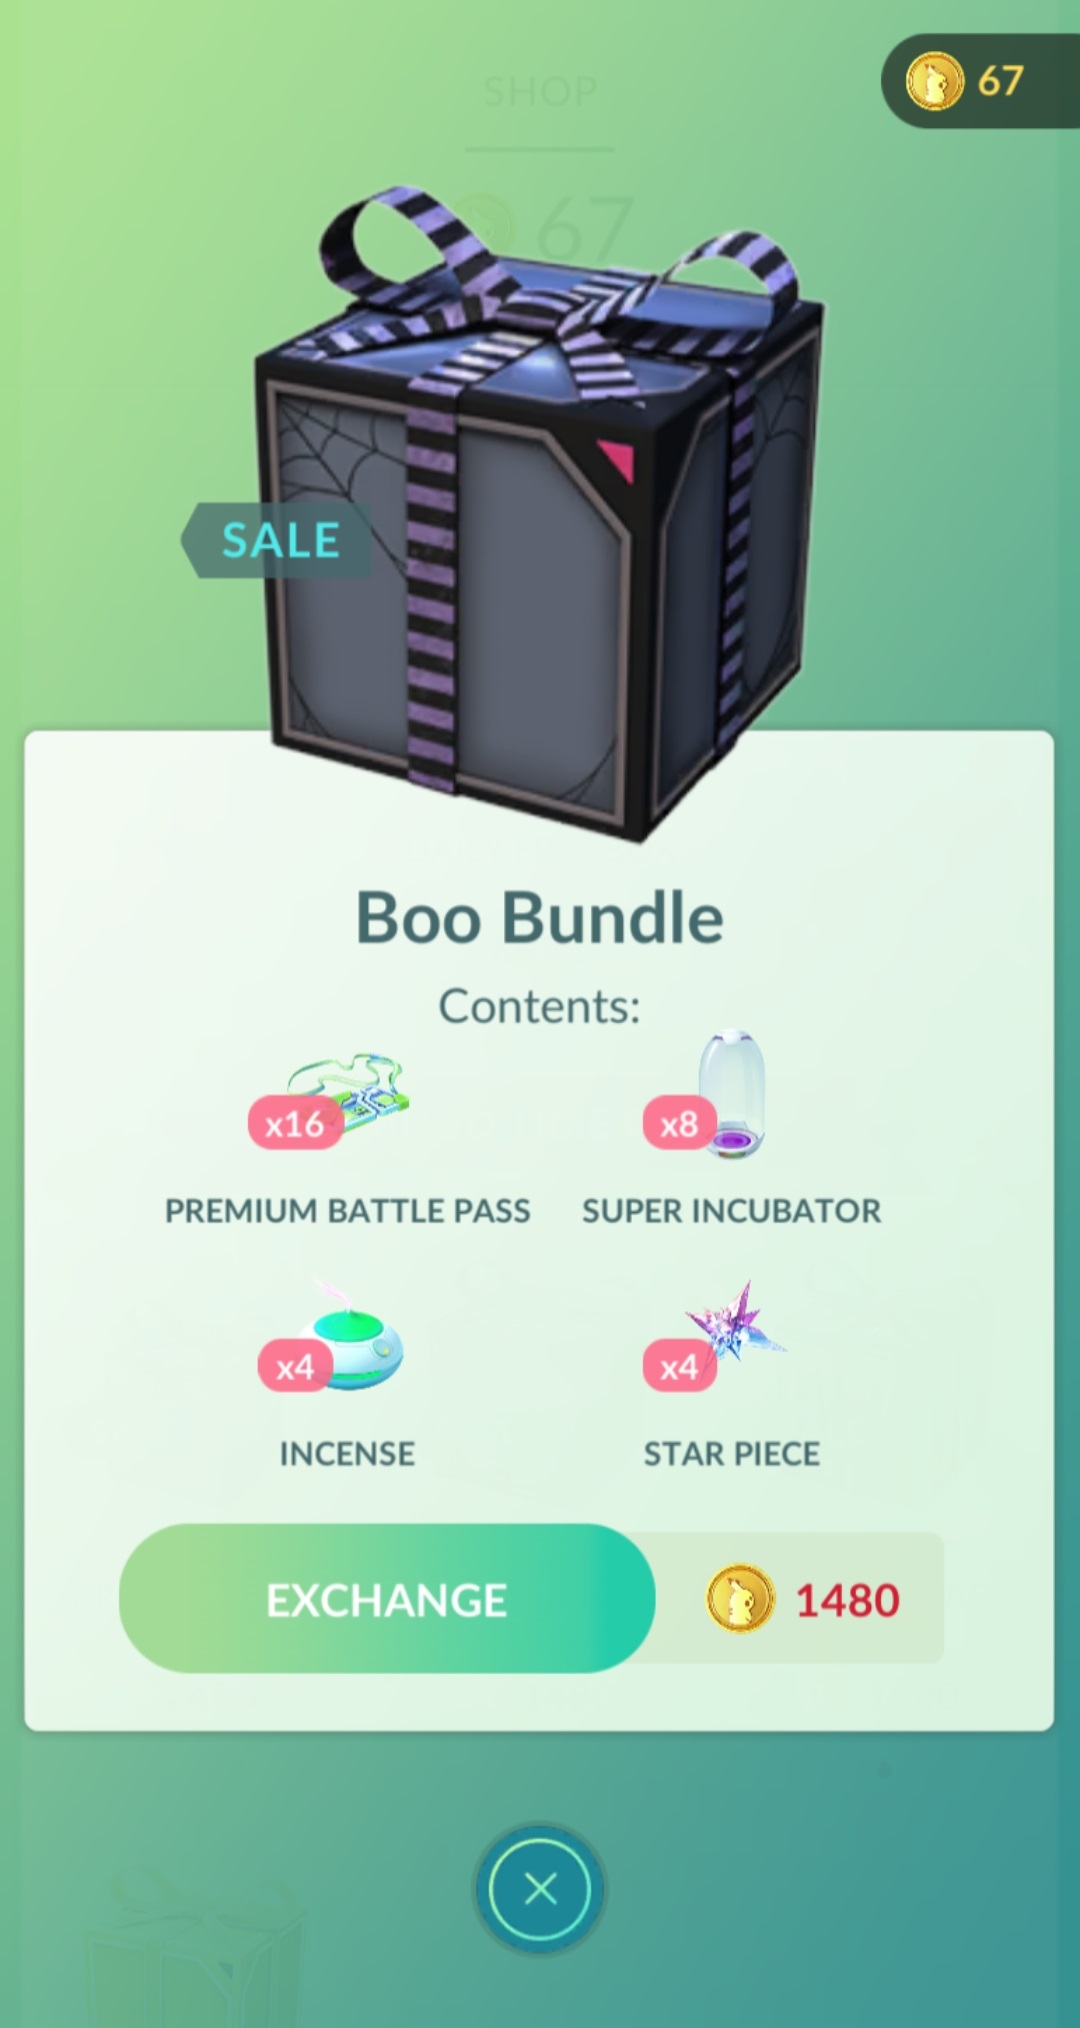 SHOP
67
67
SALE
Boo Bundle
Contents:
x16
x8
PREMIUM BATTLE PASS
SUPER INCUBATOR
x4
x4
INCENSE
STAR PIECE
EXCHANGE
1480